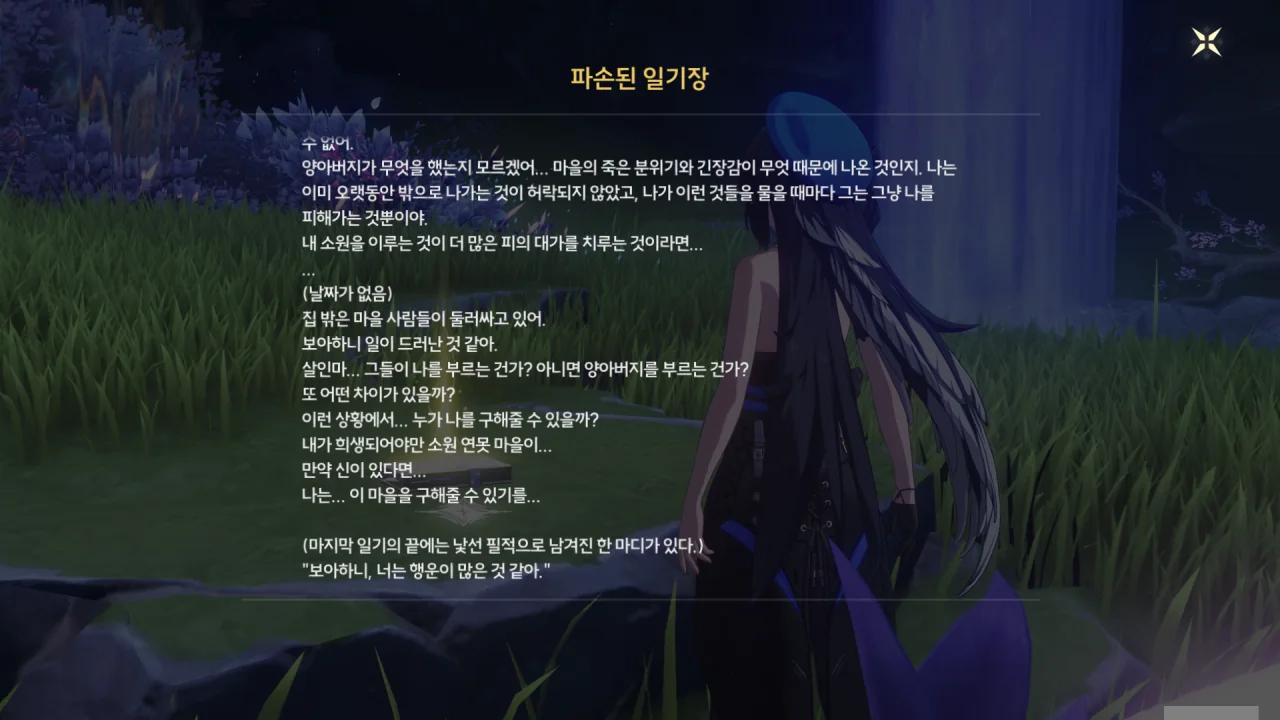 파손된 일기장
수 없어.
양아버지가 무엇을 했는지 모르겠어... 마을의 죽은 분위기와 긴장감이 무엇 때문에 나온 것인지. 나는
이미 오랫동안 밖으로 나가는 것이 허락되지 않았고, 나가 이런 것들을 물을 때마다 그는 그냥 나를
피해가는 것뿐이야.
내 소원을 이루는 것이 더 많은 피의 대가를 치루는 것이라면...
...
(날짜가 없음)
집 밖은 마을 사람들이 둘러싸고 있어.
보아하니 일이 드러난 것 같아.
살인마... 그들이 나를 부르는 건가? 아니면 양아버지를 부르는 건가?
또 어떤 차이가 있을까?
이런 상황에서... 누가 나를 구해줄 수 있을까?
내가 희생되어야만 소원 연못 마을이...
만약 신이 있다면...
나는... 이 마을을 구해줄 수 있기를...
(마지막 일기의 끝에는 낯선 필적으로 남겨진 한 마디가 있다.)
"보아하니, 너는 행운이 많은 것 같아."